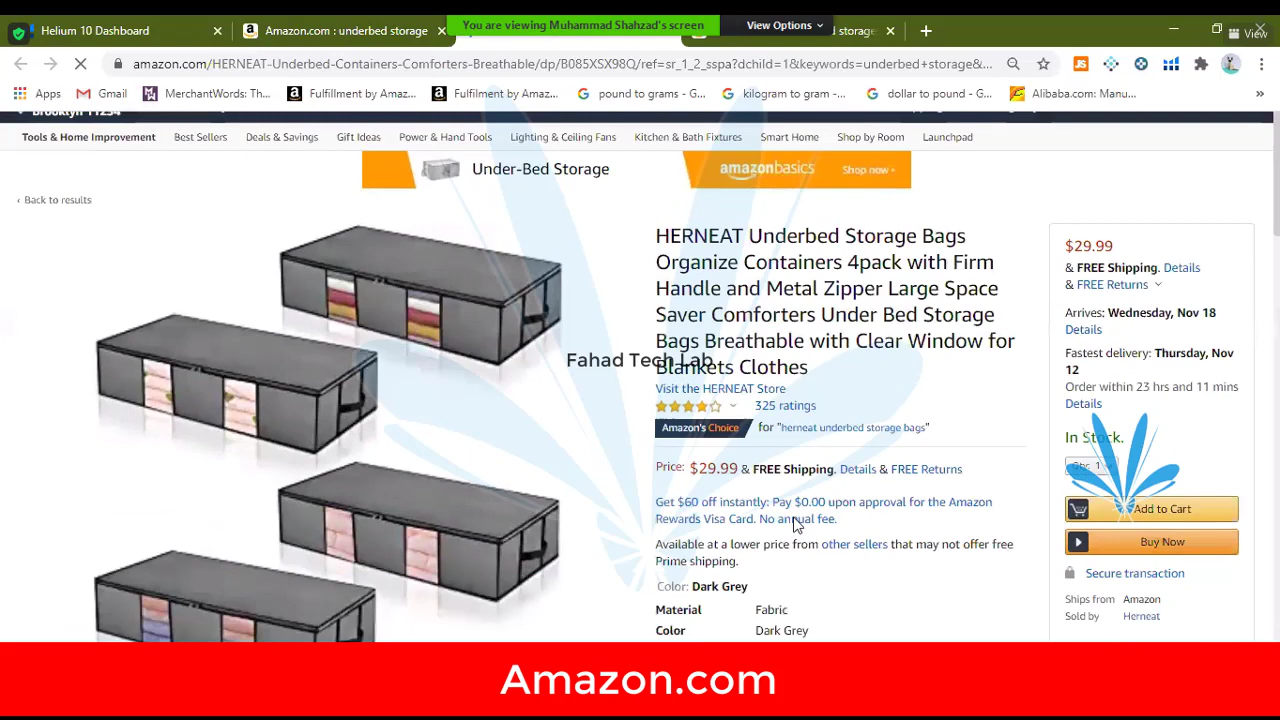 You are viewing Muhammad Shahzad's screen
View Options
Helium 10 Dashboard
Amazon.com : underbed storage
d storage
View
amazon.com/HERNEAT-Underbed-Containers-Comforters-Breathable/dp/B085XSX98Q/ref=sr_1_2_sspa?dchild=1&keywords=underbed+storage&...
Apps
Gmail
MerchantWords: Th...
Fulfillment by Amaz...
Fulfillment by Amaz...
pound to grams - G...
kilogram to gram -...
dollar to pound - G...
Alibaba.com: Manu...
Brooklyn 11234
Tools & Home Improvement
Best Sellers
Deals & Savings
Gift Ideas
Power & Hand Tools
Lighting & Ceiling Fans
Kitchen & Bath Fixtures
Smart Home
Shop by Room
Launchpad
Under-Bed Storage
amazonbasics
Shop now ›
‹ Back to results
HERNEAT Underbed Storage Bags
Organize Containers 4pack with Firm
Handle and Metal Zipper Large Space
Saver Comforters Under Bed Storage
Bags Breathable with Clear Window for
Blankets Clothes
Fahad Tech Lab
Visit the HERNEAT Store
325 ratings
Amazon's Choice
for "herneat underbed storage bags"
Price: $29.99 & FREE Shipping. Details & FREE Returns
Get $60 off instantly: Pay $0.00 upon approval for the Amazon
Rewards Visa Card. No annual fee.
Available at a lower price from other sellers that may not offer free
Prime shipping.
Color: Dark Grey
Material Fabric
Color Dark Grey
$29.99
& FREE Shipping. Details
& FREE Returns
Arrives: Wednesday, Nov 18
Details
Fastest delivery: Thursday, Nov
12
Order within 23 hrs and 11 mins
Details
In Stock.
Qty: 1
Add to Cart
Buy Now
Secure transaction
Ships from Amazon
Sold by Herneat
Amazon.com